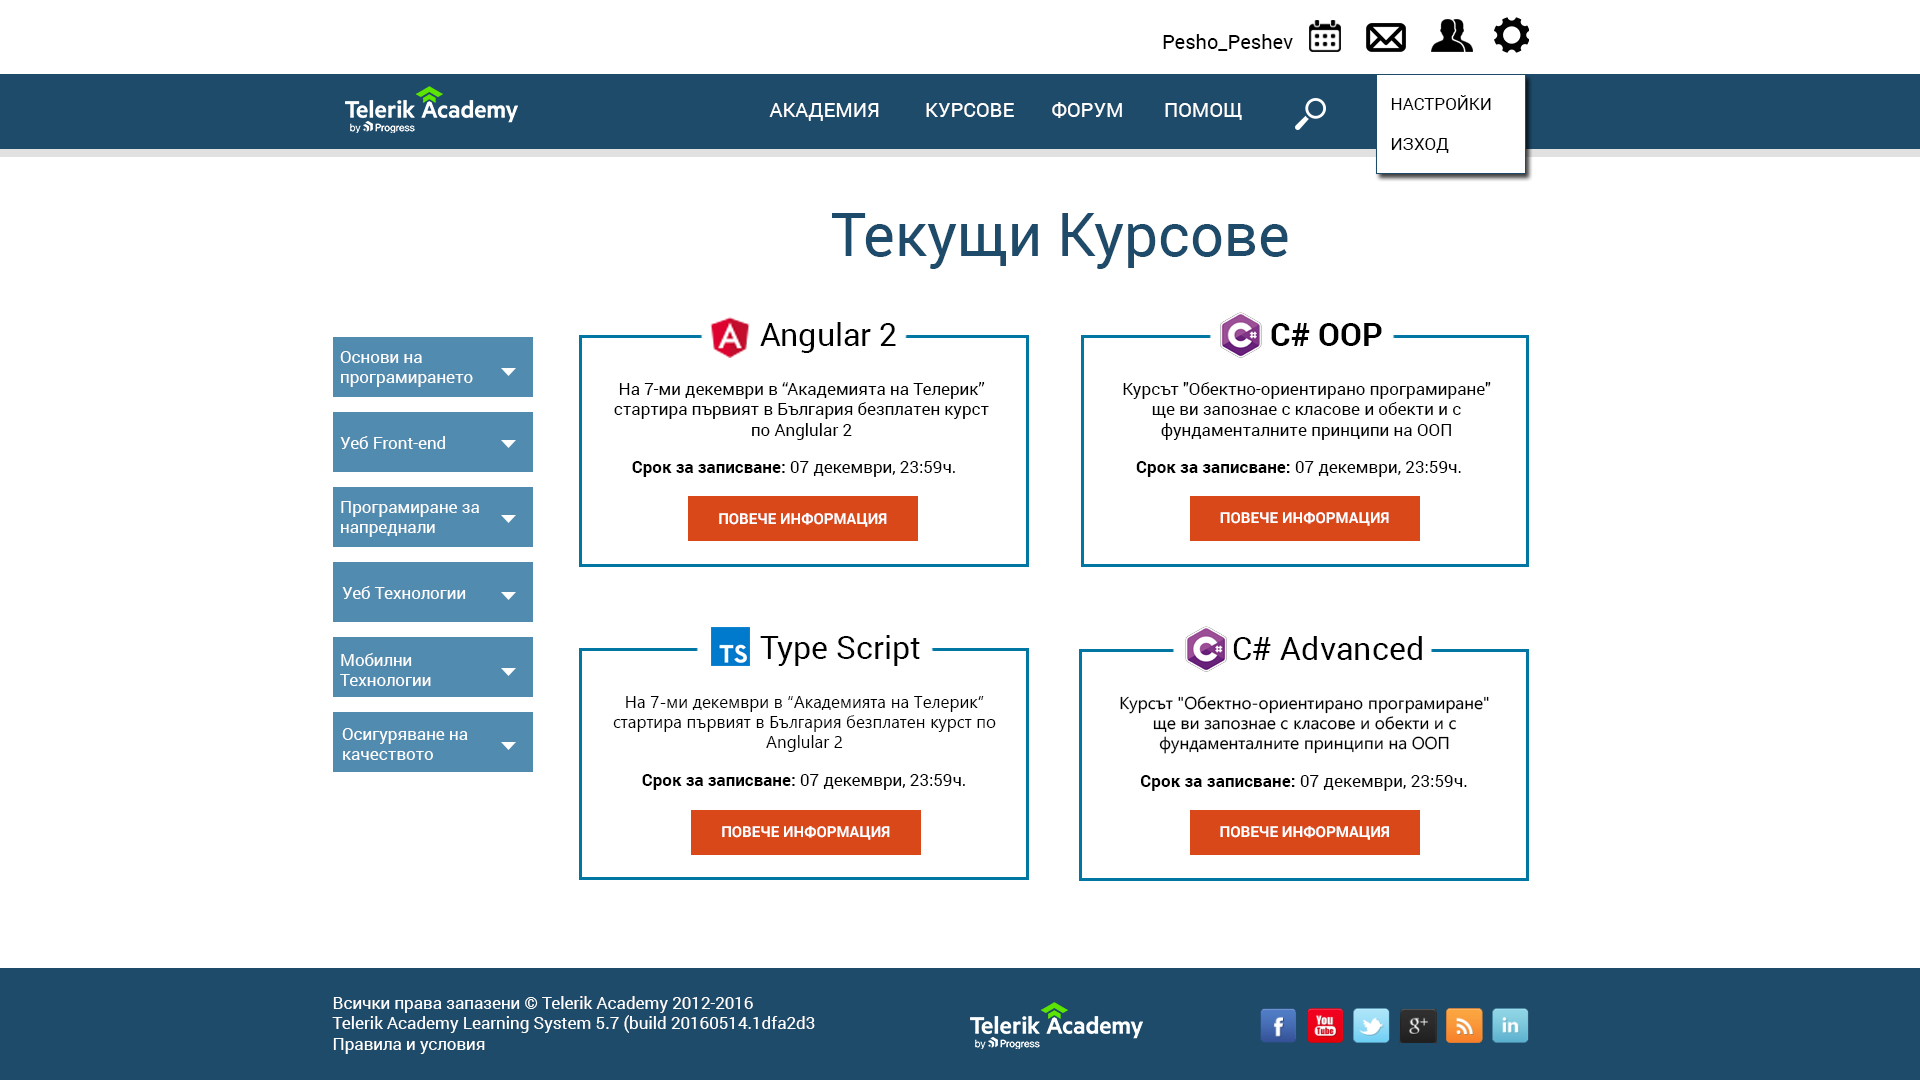 Pesho_Peshev
Telerik Academy
by Progress
АКАДЕМИЯ
КУРСОВЕ
ФОРУМ
ПОМОЩ
НАСТРОЙКИ
ИЗХОД
Текущи Курсове
Основи на
програмирането
Уеб Front-end
Програмиране за
напреднали
Уеб Технологии
Мобилни
Технологии
Осигуряване на
качеството
Angular 2
На 7-ми декември в “Академията на Телерик”
стартира първият в България безплатен курст
по Anglular 2
Срок за записване: 07 декември, 23:59ч.
ПОВЕЧЕ ИНФОРМАЦИЯ
C# OOP
Курсът "Обектно-ориентирано програмиране"
ще ви запознае с класове и обекти и с
фундаменталните принципи на ООП
Срок за записване: 07 декември, 23:59ч.
ПОВЕЧЕ ИНФОРМАЦИЯ
TS Type Script
На 7-ми декември в “Академията на Телерик”
стартира първият в България безплатен курст по
Anglular 2
Срок за записване: 07 декември, 23:59ч.
ПОВЕЧЕ ИНФОРМАЦИЯ
C# Advanced
Курсът "Обектно-ориентирано програмиране"
ще ви запознае с класове и обекти и с
фундаменталните принципи на ООП
Срок за записване: 07 декември, 23:59ч.
ПОВЕЧЕ ИНФОРМАЦИЯ
Всички права запазени © Telerik Academy 2012-2016
Telerik Academy Learning System 5.7 (build 20160514.1dfa2d3
Правила и условия
Telerik Academy
by Progress
f
You
Tube
g+
in